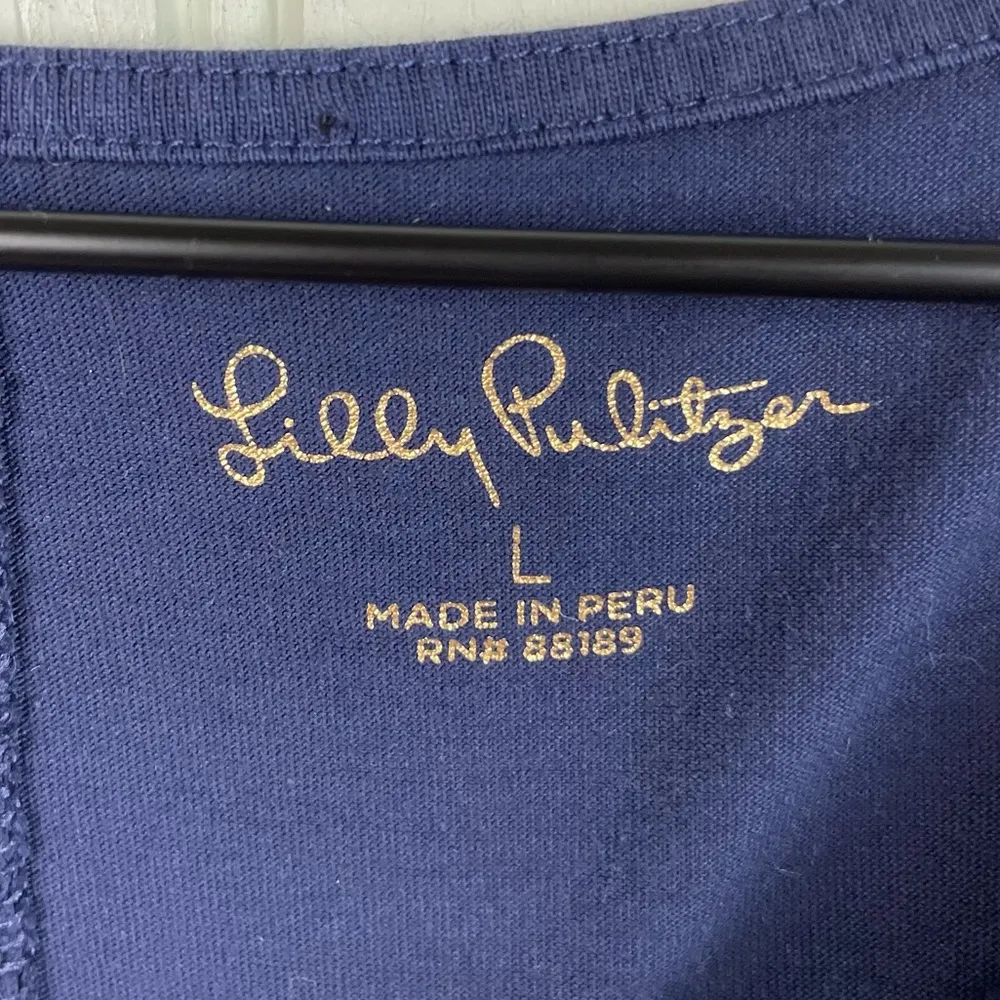 Lilly Pulitzer
L
MADE IN PERU
RN# 88189